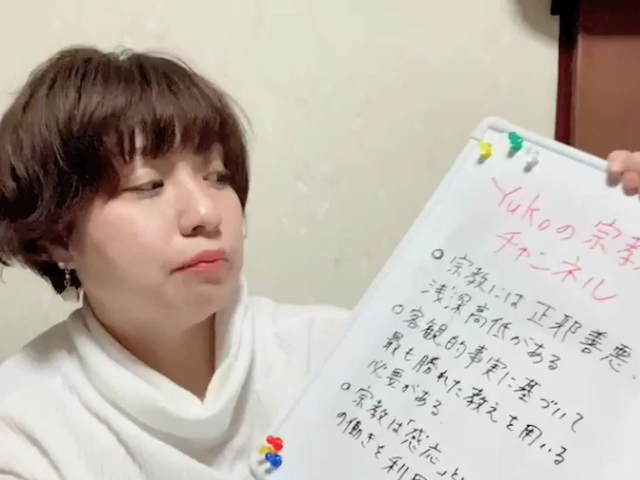 Yukoの宗教
チャンネル
○宗教には正邪善悪、
浅深高低がある
○客観的事実に基づいて
最も勝れた教えを用いる
必要がある
○宗教は「感応」と
の働きを利用